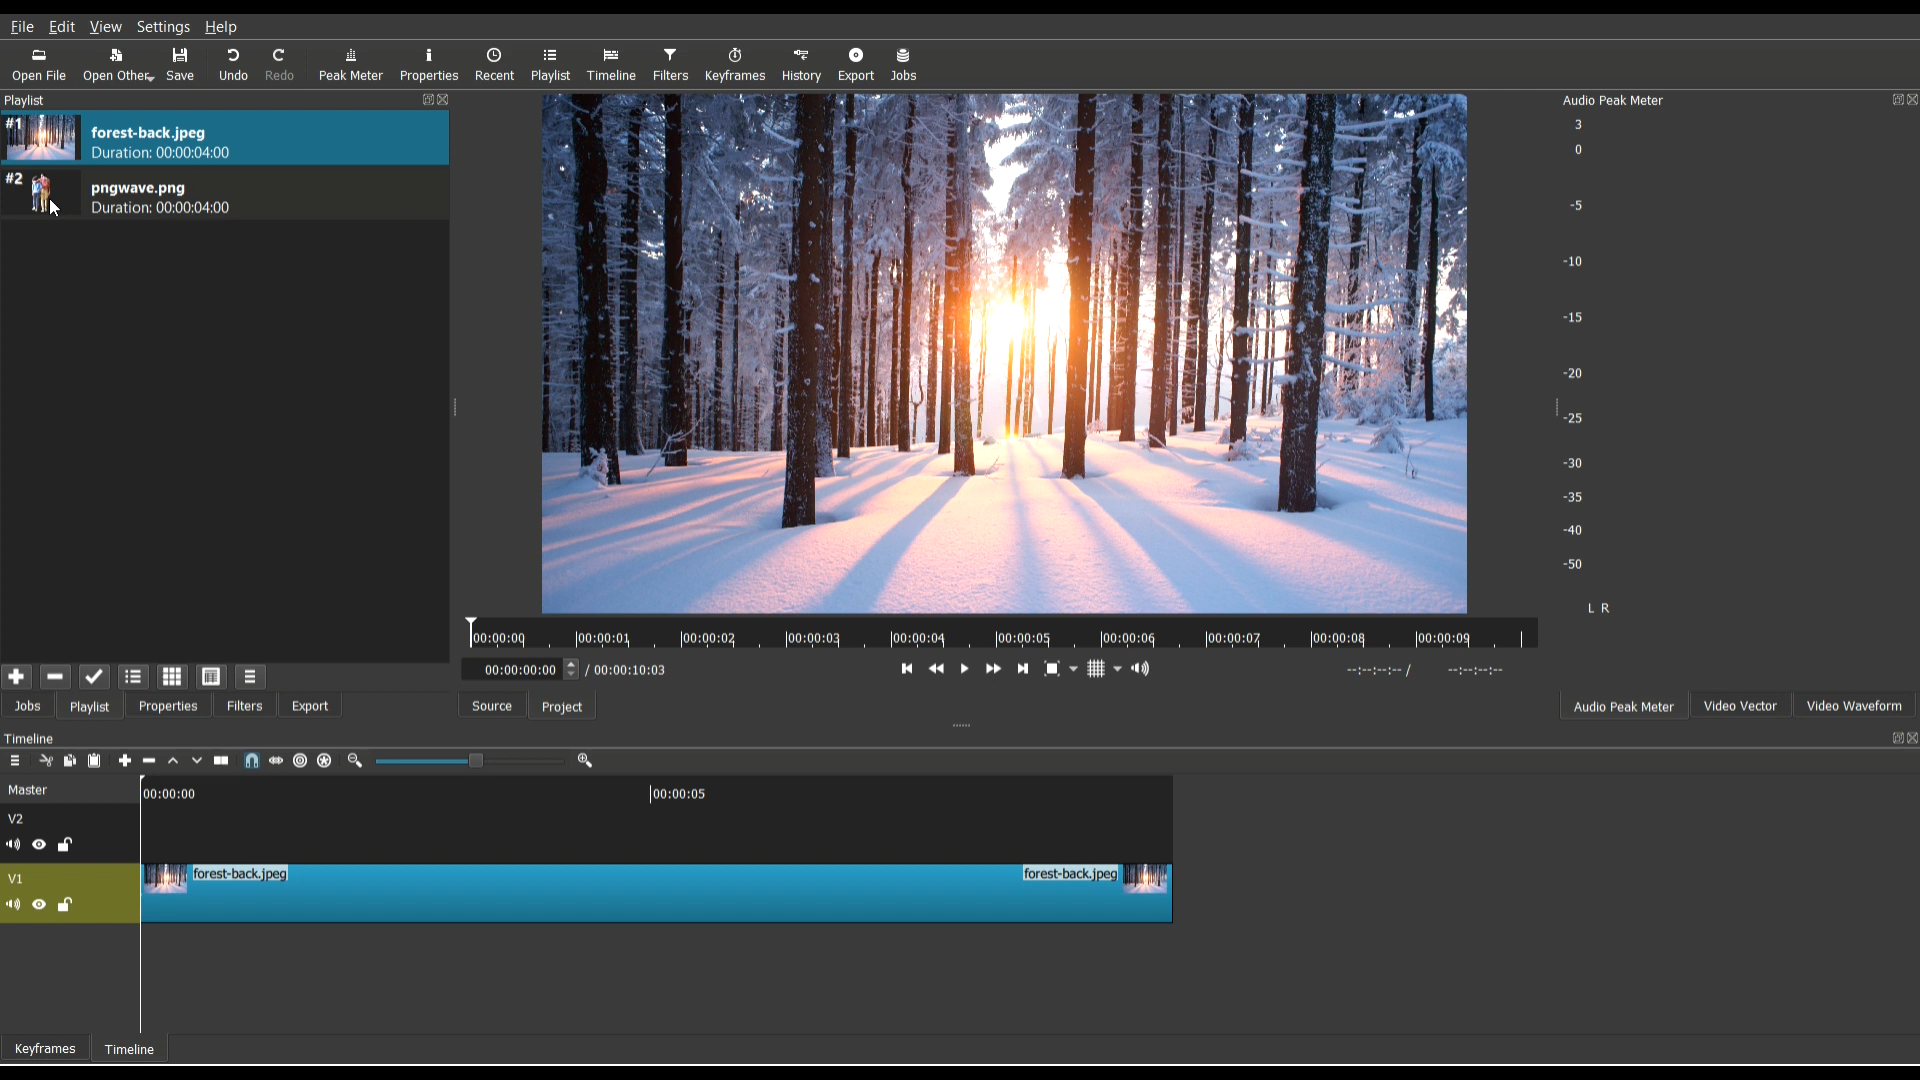 File Edit View Settings Help
Open File Open Other Save Undo Redo Peak Meter Properties Recent Playlist Timeline Filters Keyframes History Export Jobs
Playlist
#1 forest-back.jpeg
Duration: 00:00:04:00
#2 pngwave.png
Duration: 00:00:04:00
Audio Peak Meter
3
0
-5
-10
-15
-20
-25
-30
-35
-40
-50
L R
00:00:00 00:00:01 00:00:02 00:00:03 00:00:04 00:00:05 00:00:06 00:00:07 00:00:08 00:00:09
00:00:00:00 / 00:00:10:03 --:--:--:-- / --:--:--:--
Jobs Playlist Properties Filters Export
Source Project
Audio Peak Meter Video Vector Video Waveform
Timeline
Master
00:00:00 00:00:05
V2
V1
forest-back.jpeg forest-back.jpeg
Keyframes Timeline